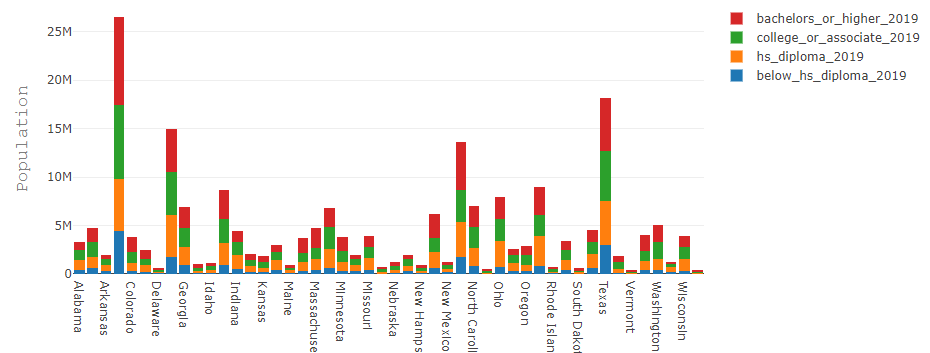 25M
20M
15M
10M
5M
0
Population
Alabama
Arkansas
Colorado
Delaware
Georgia
Idaho
Indiana
Kansas
Maine
Massachuse
Minnesota
Missouri
Nebraska
New Hamps
New Mexico
North Caroli
Ohio
Oregon
Rhode Islan
South Dakot
Texas
Vermont
Washington
Wisconsin
bachelors_or_higher_2019
college_or_associate_2019
hs_diploma_2019
below_hs_diploma_2019